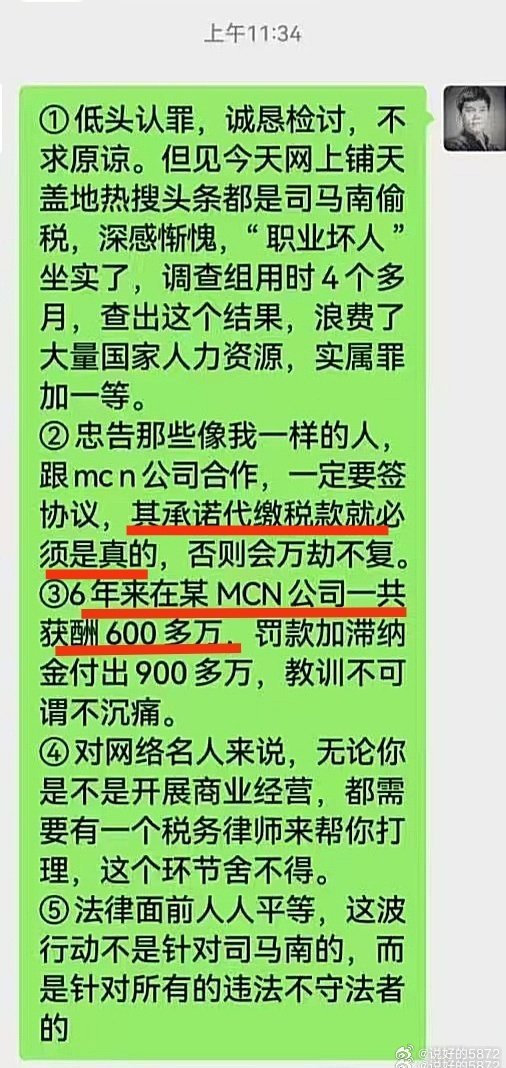 上午11:34
①低头认罪，诚恳检讨，不
求原谅。但见今天网上铺天
盖地热搜头条都是司马南偷
税，深感惭愧，“职业坏人”
坐实了，调查组用时4个多
月，查出这个结果，浪费了
大量国家人力资源，实属罪
加一等。
②忠告那些像我一样的人，
跟mcn公司合作，一定要签
协议，其承诺代缴税款就必
须是真的，否则会万劫不复。
③6年来在某MCN公司一共
获酬600多万，罚款加滞纳
金付出900多万，教训不可
谓不沉痛。
④对网络名人来说，无论你
是不是开展商业经营，都需
要有一个税务律师来帮你打
理，这个环节舍不得。
⑤法律面前人人平等，这波
行动不是针对司马南的，而
是针对所有的违法不守法者
的
@说好的5872